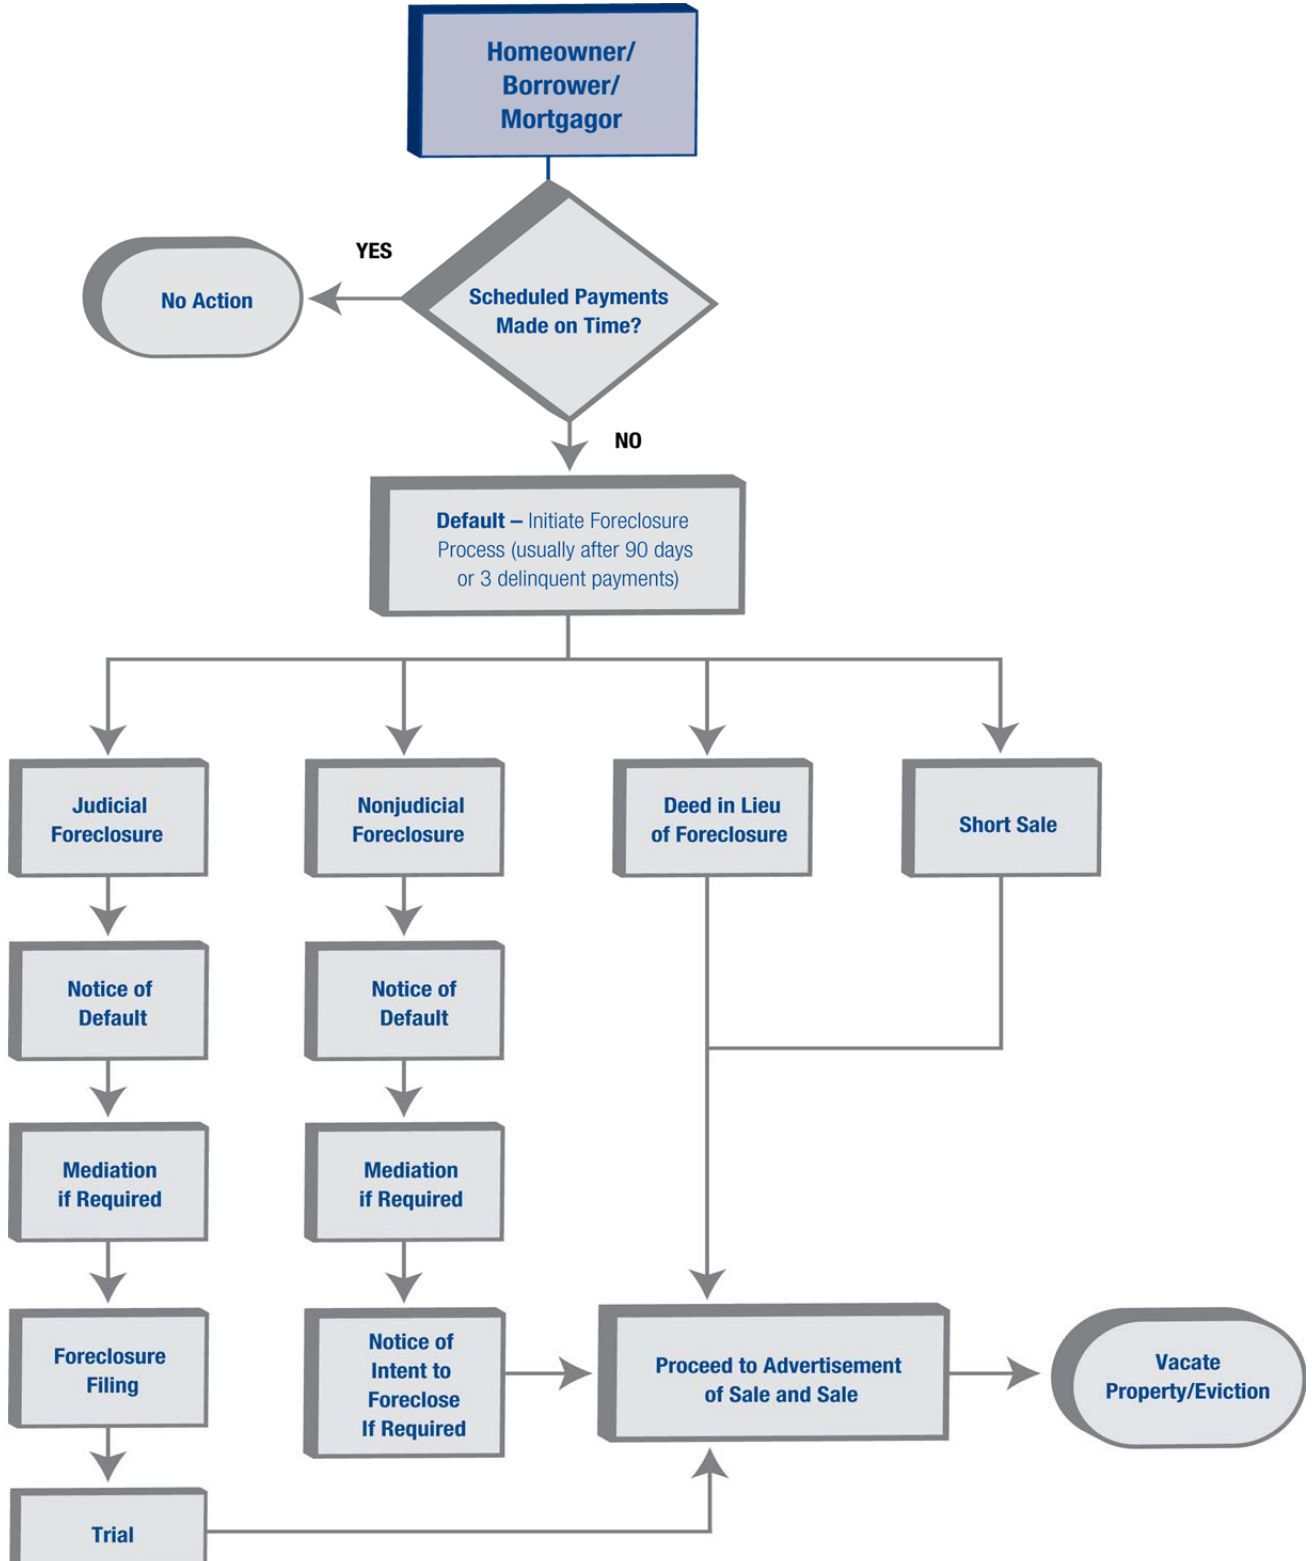 Homeowner/
Borrower/
Mortgagor
YES
No Action
Scheduled Payments
Made on Time?
NO
Default – Initiate Foreclosure
Process (usually after 90 days
or 3 delinquent payments)
Judicial
Foreclosure
Nonjudicial
Foreclosure
Deed in Lieu
of Foreclosure
Short Sale
Notice of
Default
Notice of
Default
Mediation
if Required
Mediation
if Required
Foreclosure
Filing
Notice of
Intent to
Foreclose
If Required
Proceed to Advertisement
of Sale and Sale
Vacate
Property/Eviction
Trial